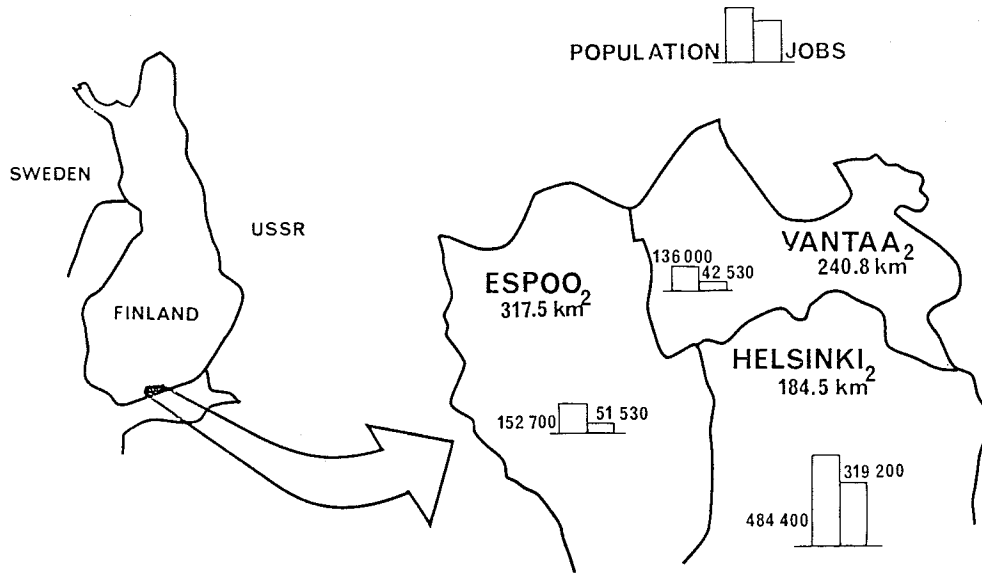 POPULATION JOBS
SWEDEN
USSR
FINLAND
ESPOO
317.5 km2
152 700 51 530
VANTAA
240.8 km2
136 000
42 530
HELSINKI
184.5 km2
319 200
484 400